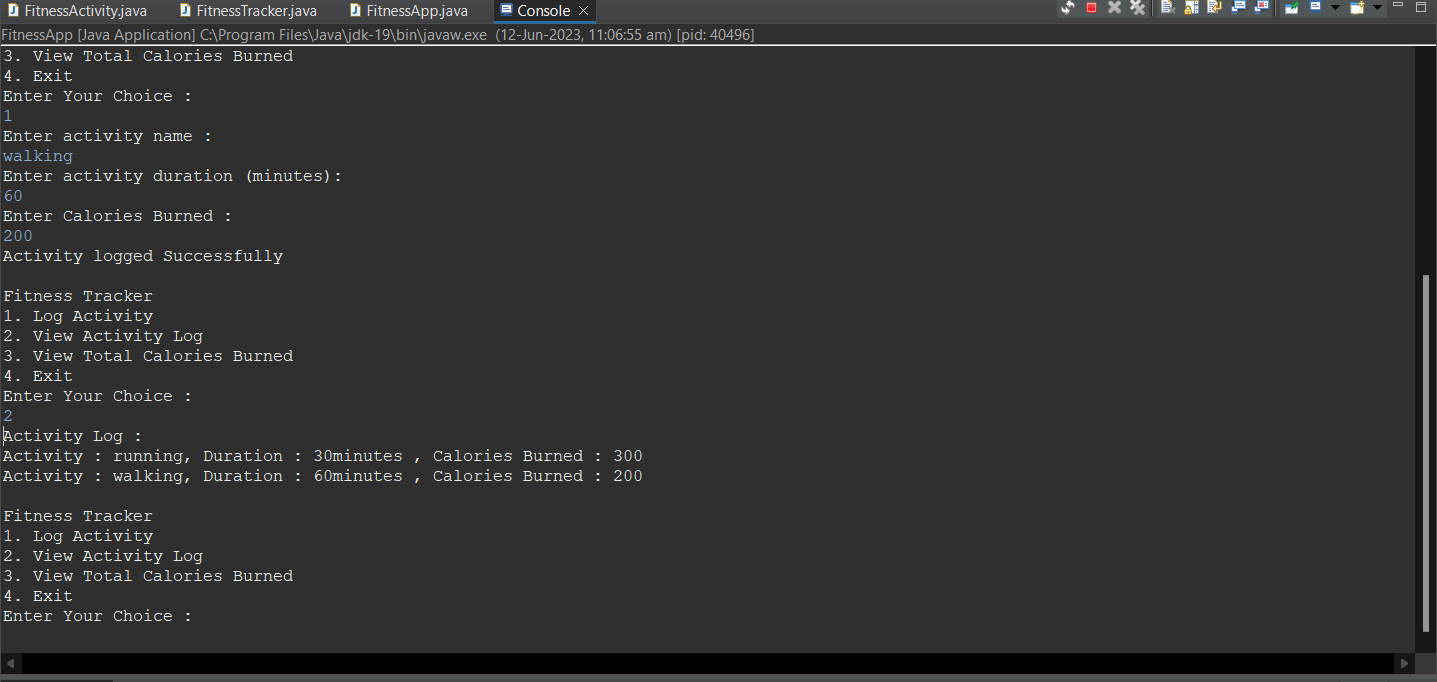 FitnessActivity.java FitnessTracker.java FitnessApp.java Console
FitnessApp [Java Application] C:\Program Files\Java\jdk-19\bin\javaw.exe (12-Jun-2023, 11:06:55 am) [pid: 40496]
3. View Total Calories Burned
4. Exit
Enter Your Choice :
1
Enter activity name :
walking
Enter activity duration (minutes):
60
Enter Calories Burned :
200
Activity logged Successfully
Fitness Tracker
1. Log Activity
2. View Activity Log
3. View Total Calories Burned
4. Exit
Enter Your Choice :
2
Activity Log :
Activity : running, Duration : 30minutes , Calories Burned : 300
Activity : walking, Duration : 60minutes , Calories Burned : 200
Fitness Tracker
1. Log Activity
2. View Activity Log
3. View Total Calories Burned
4. Exit
Enter Your Choice :